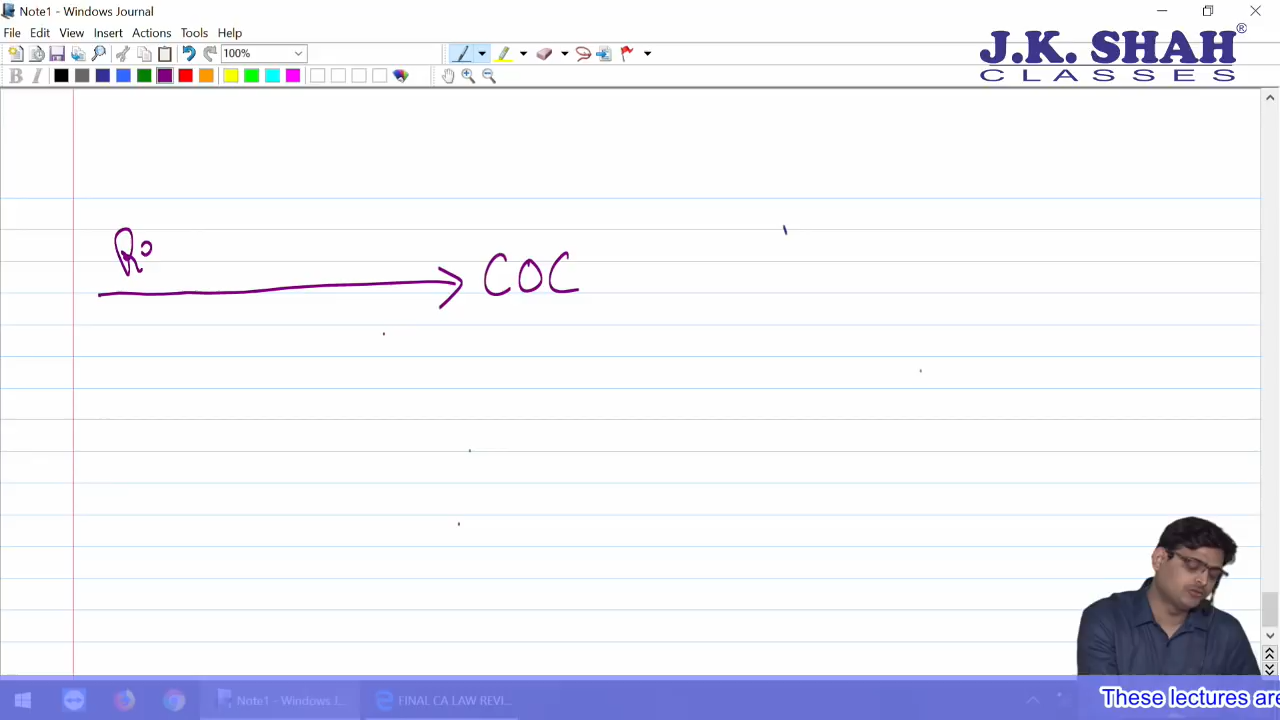 Note1 - Windows Journal
File Edit View Insert Actions Tools Help
100%
B I
J.K. SHAH®
CLASSES
Ro
COC
Note1 - Windows J...
FINAL CA LAW REVI...
These lectures are